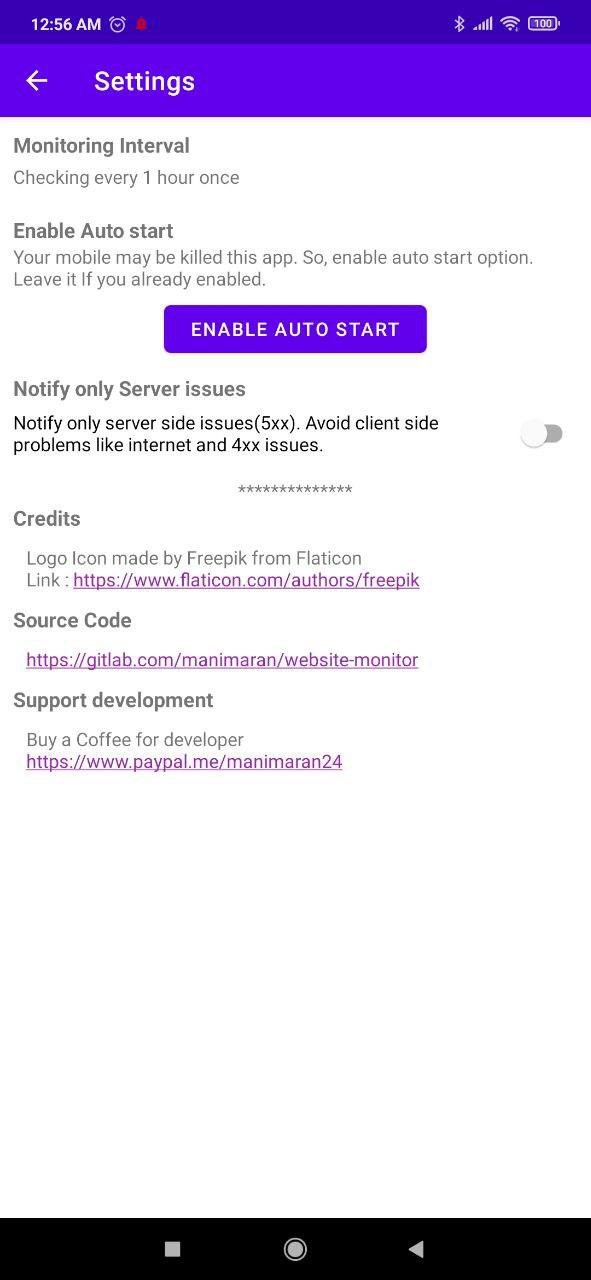 12:56 AM
100
Settings
Monitoring Interval
Checking every 1 hour once
Enable Auto start
Your mobile may be killed this app. So, enable auto start option.
Leave it If you already enabled.
ENABLE AUTO START
Notify only Server issues
Notify only server side issues(5xx). Avoid client side
problems like internet and 4xx issues.
**************
Credits
Logo Icon made by Freepik from Flaticon
Link : https://www.flaticon.com/authors/freepik
Source Code
https://gitlab.com/manimaran/website-monitor
Support development
Buy a Coffee for developer
https://www.paypal.me/manimaran24